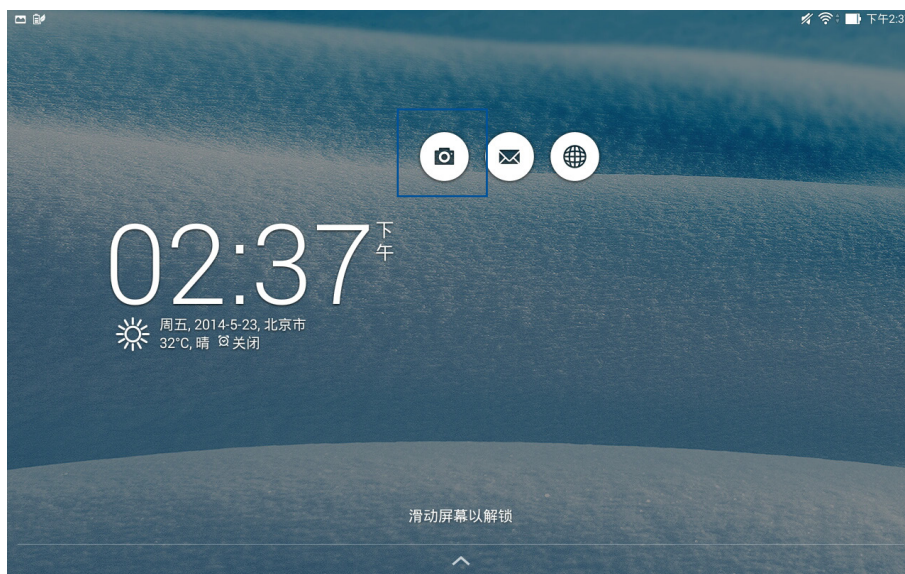 下午2:37
02:37
下午
周五, 2014-5-23, 北京市
32°C, 晴 关闭
滑动屏幕以解锁